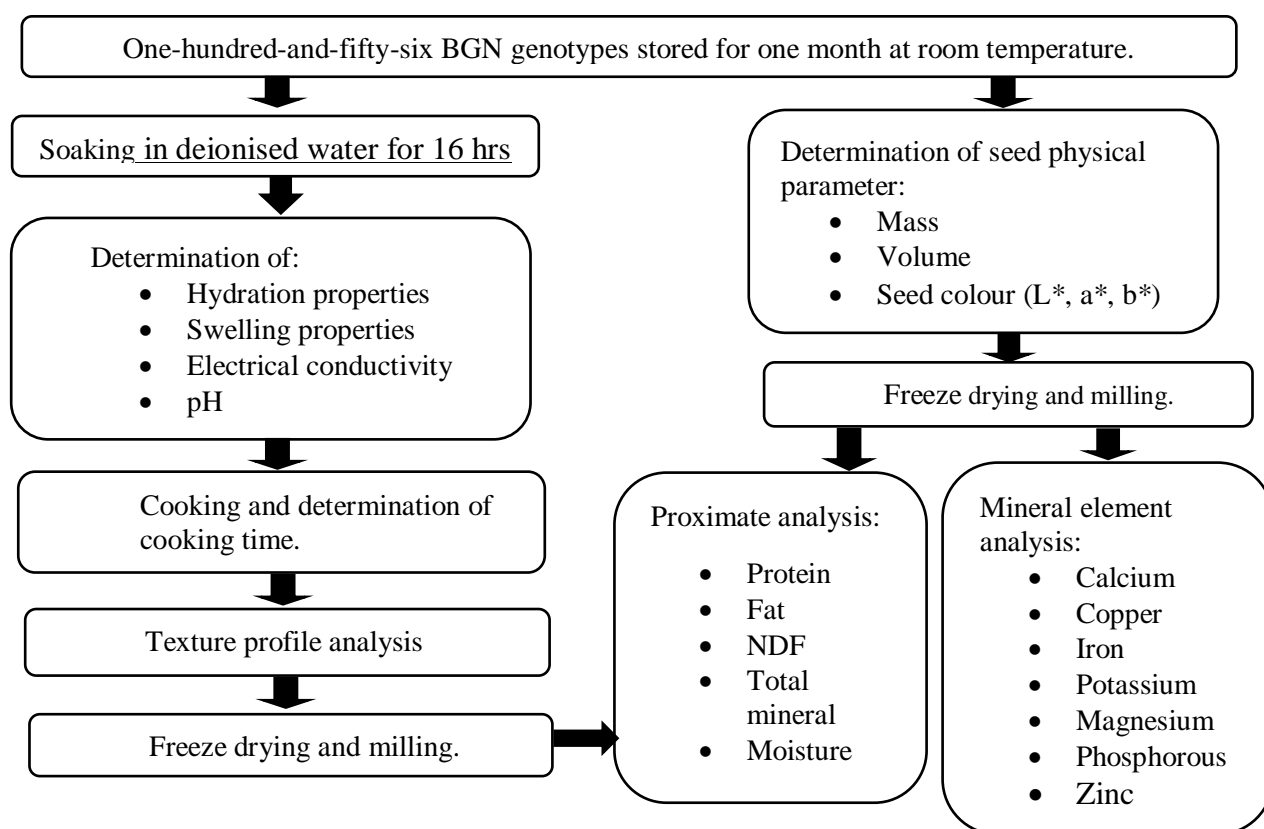 One-hundred-and-fifty-six BGN genotypes stored for one month at room temperature.
Soaking in deionised water for 16 hrs
Determination of:
• Hydration properties
• Swelling properties
• Electrical conductivity
• pH
Cooking and determination of
cooking time.
Texture profile analysis
Freeze drying and milling.
Determination of seed physical
parameter:
• Mass
• Volume
• Seed colour (L*, a*, b*)
Freeze drying and milling.
Proximate analysis:
• Protein
• Fat
• NDF
• Total
mineral
• Moisture
Mineral element
analysis:
• Calcium
• Copper
• Iron
• Potassium
• Magnesium
• Phosphorous
• Zinc